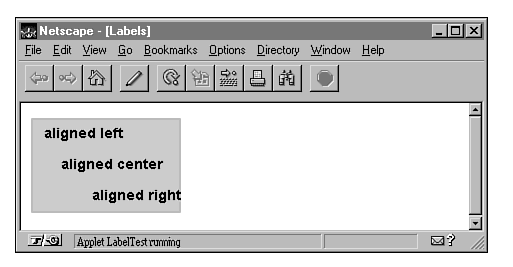 Netscape - [Labels]
File Edit View Go Bookmarks Options Directory Window Help
aligned left
aligned center
aligned right
Applet LabelTest running
?